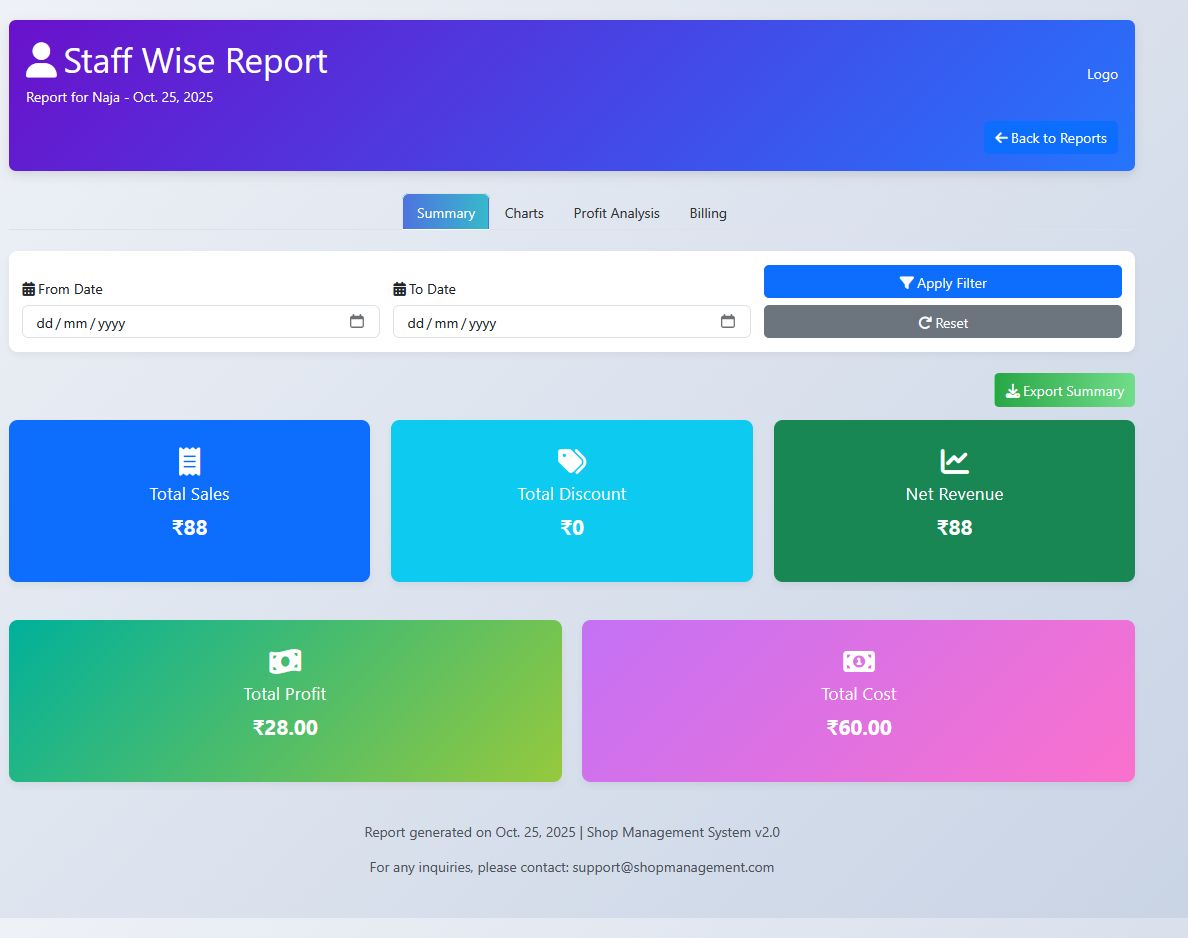 Staff Wise Report
Report for Naja - Oct. 25, 2025
Logo
Back to Reports
Summary
Charts
Profit Analysis
Billing
From Date
dd/mm/yyyy
To Date
dd/mm/yyyy
Apply Filter
Reset
Export Summary
Total Sales
₹88
Total Discount
₹0
Net Revenue
₹88
Total Profit
₹28.00
Total Cost
₹60.00
Report generated on Oct. 25, 2025 | Shop Management System v2.0
For any inquiries, please contact: support@shopmanagement.com